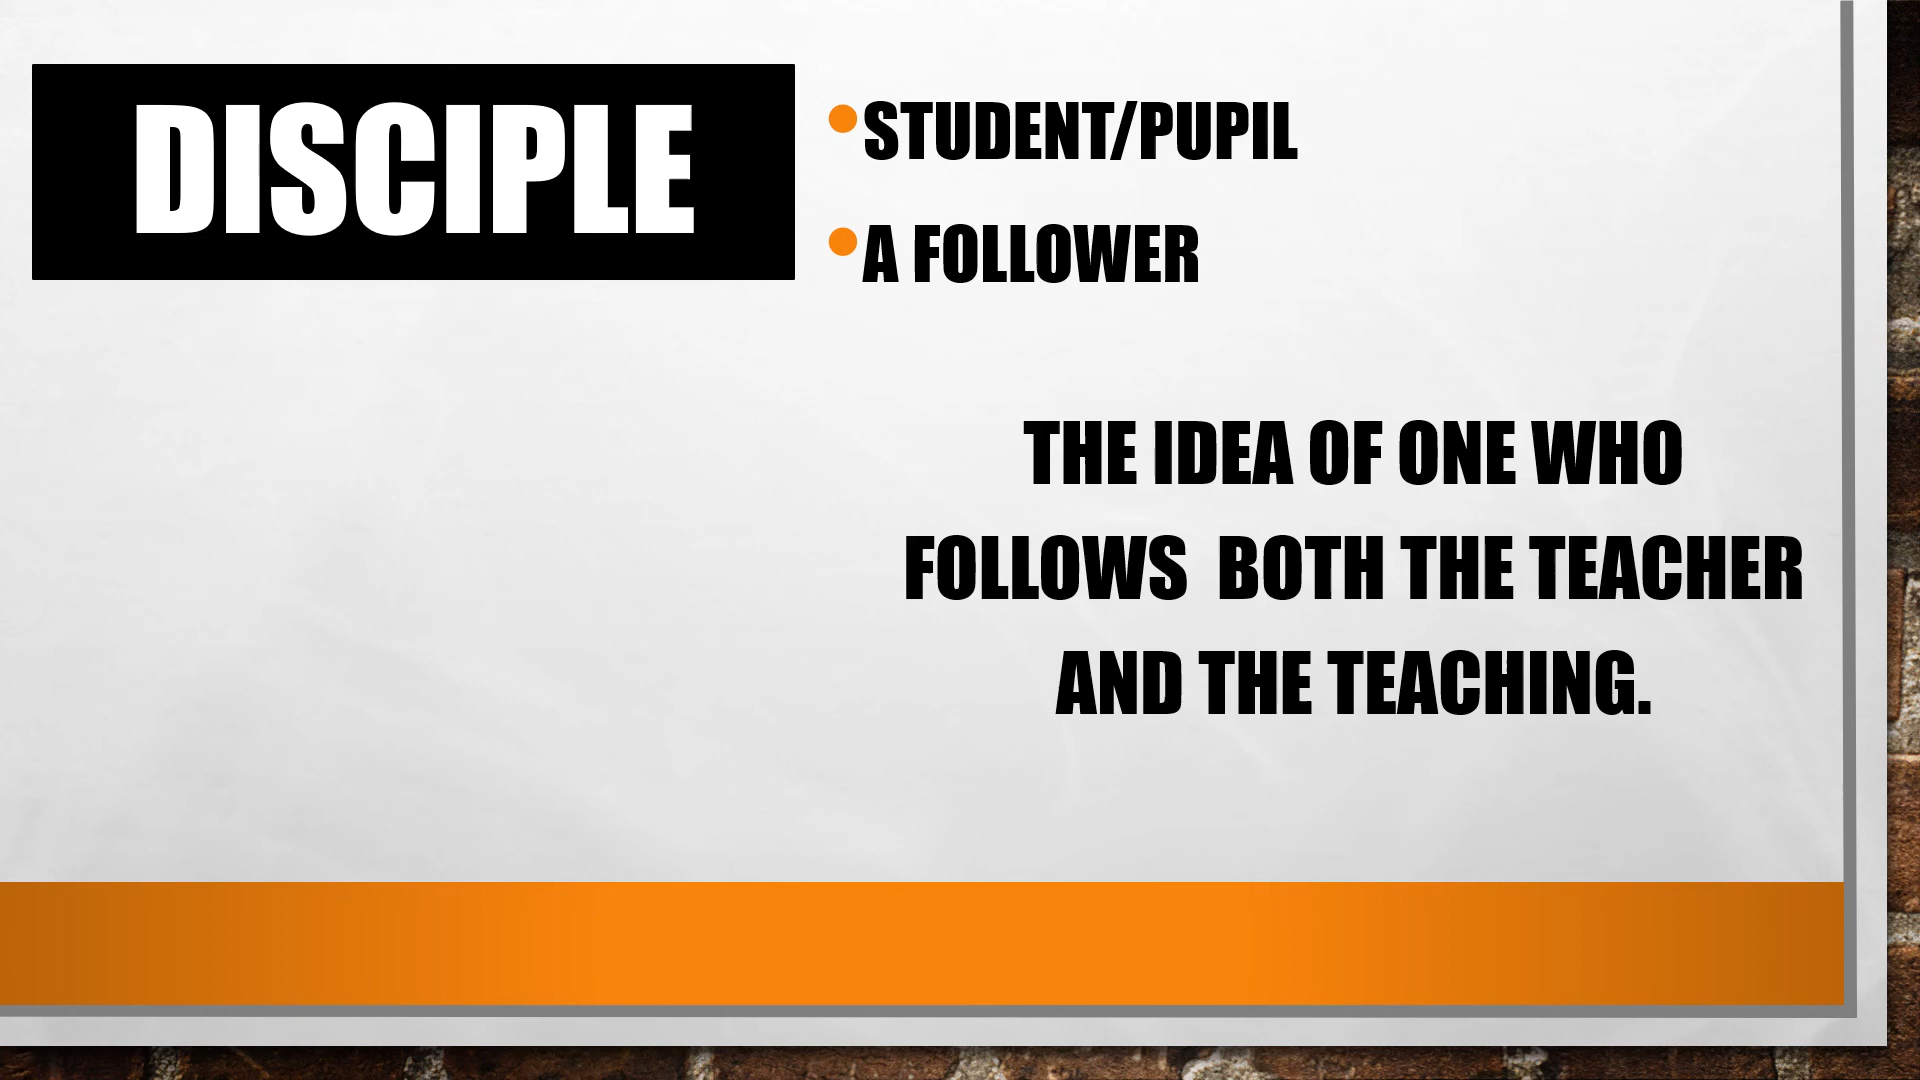 DISCIPLE
•STUDENT/PUPIL
•A FOLLOWER
THE IDEA OF ONE WHO
FOLLOWS  BOTH THE TEACHER
AND THE TEACHING.